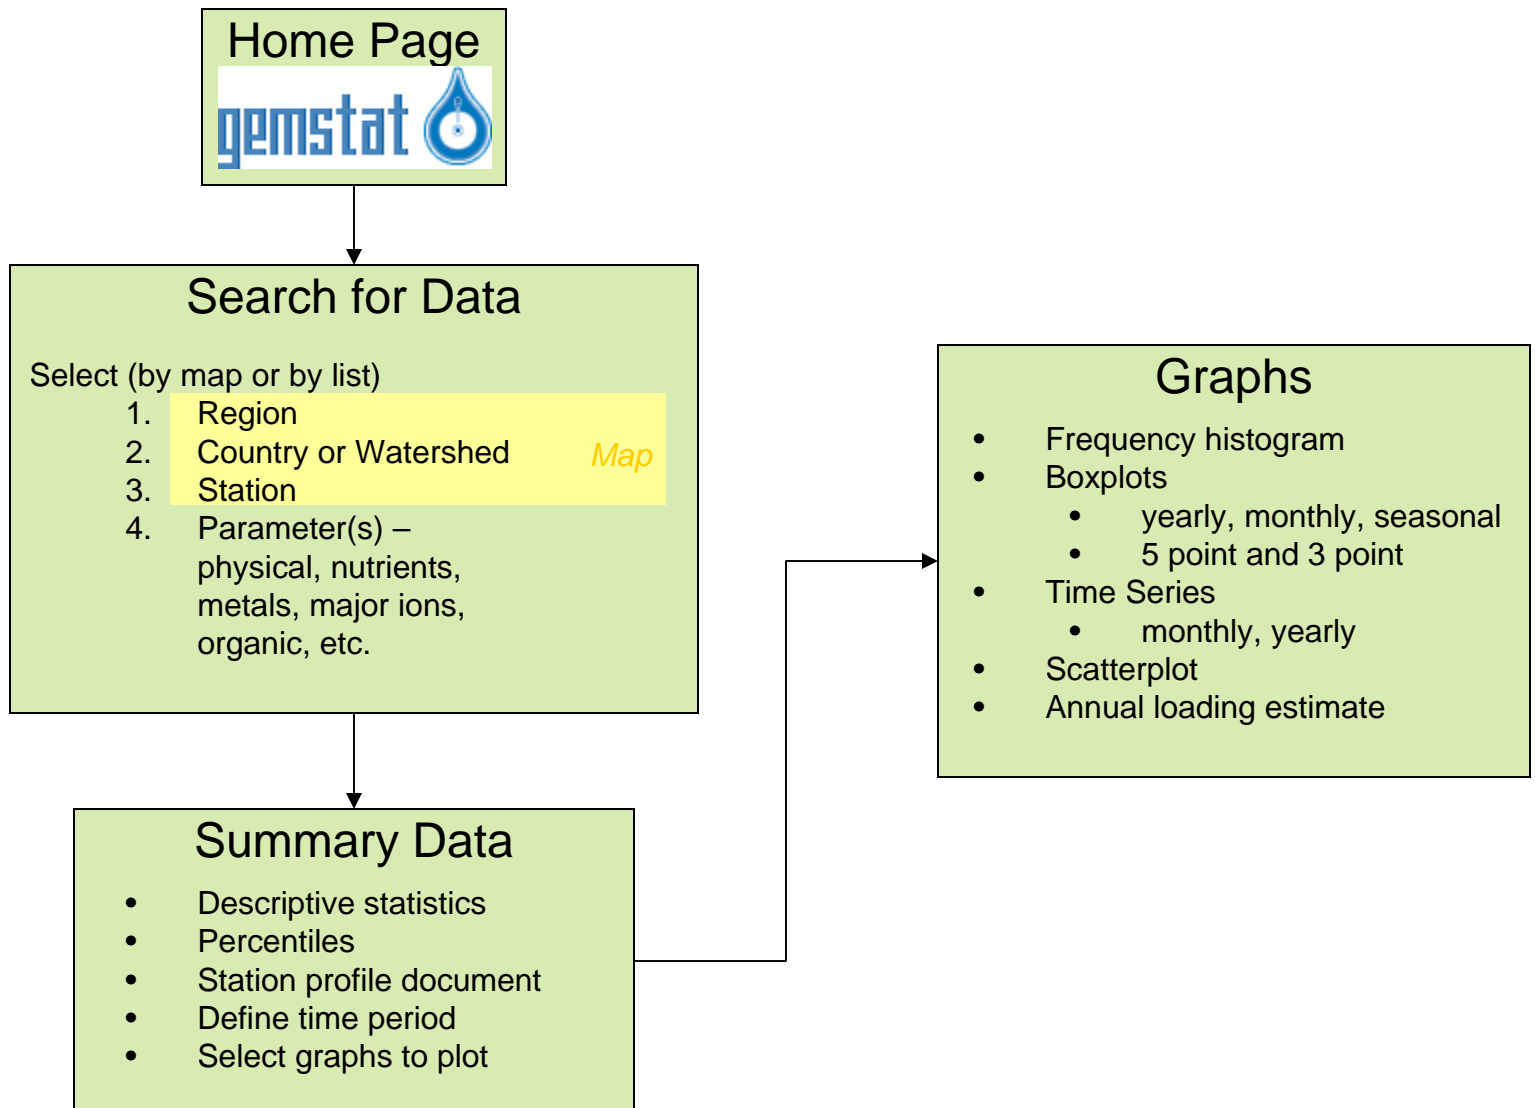 Home Page
gemstat
Search for Data
Select (by map or by list)
1. Region
2. Country or Watershed
Map
3. Station
4. Parameter(s) –
physical, nutrients,
metals, major ions,
organic, etc.
Summary Data
• Descriptive statistics
• Percentiles
• Station profile document
• Define time period
• Select graphs to plot
Graphs
• Frequency histogram
• Boxplots
• yearly, monthly, seasonal
• 5 point and 3 point
• Time Series
• monthly, yearly
• Scatterplot
• Annual loading estimate